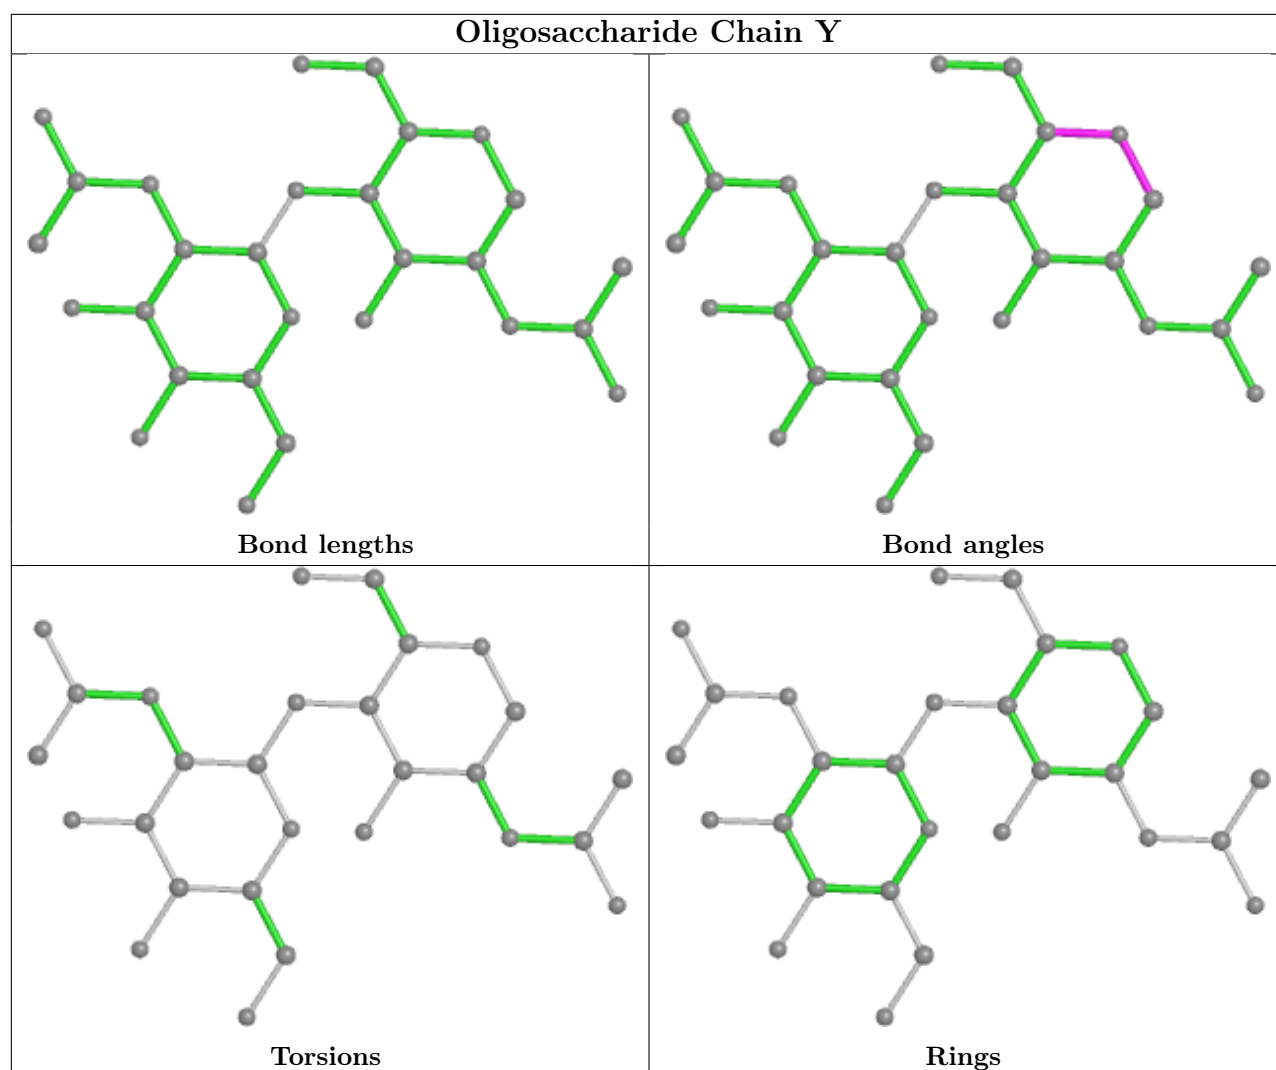 Oligosaccharide Chain Y
Bond lengths
Bond angles
Torsions
Rings